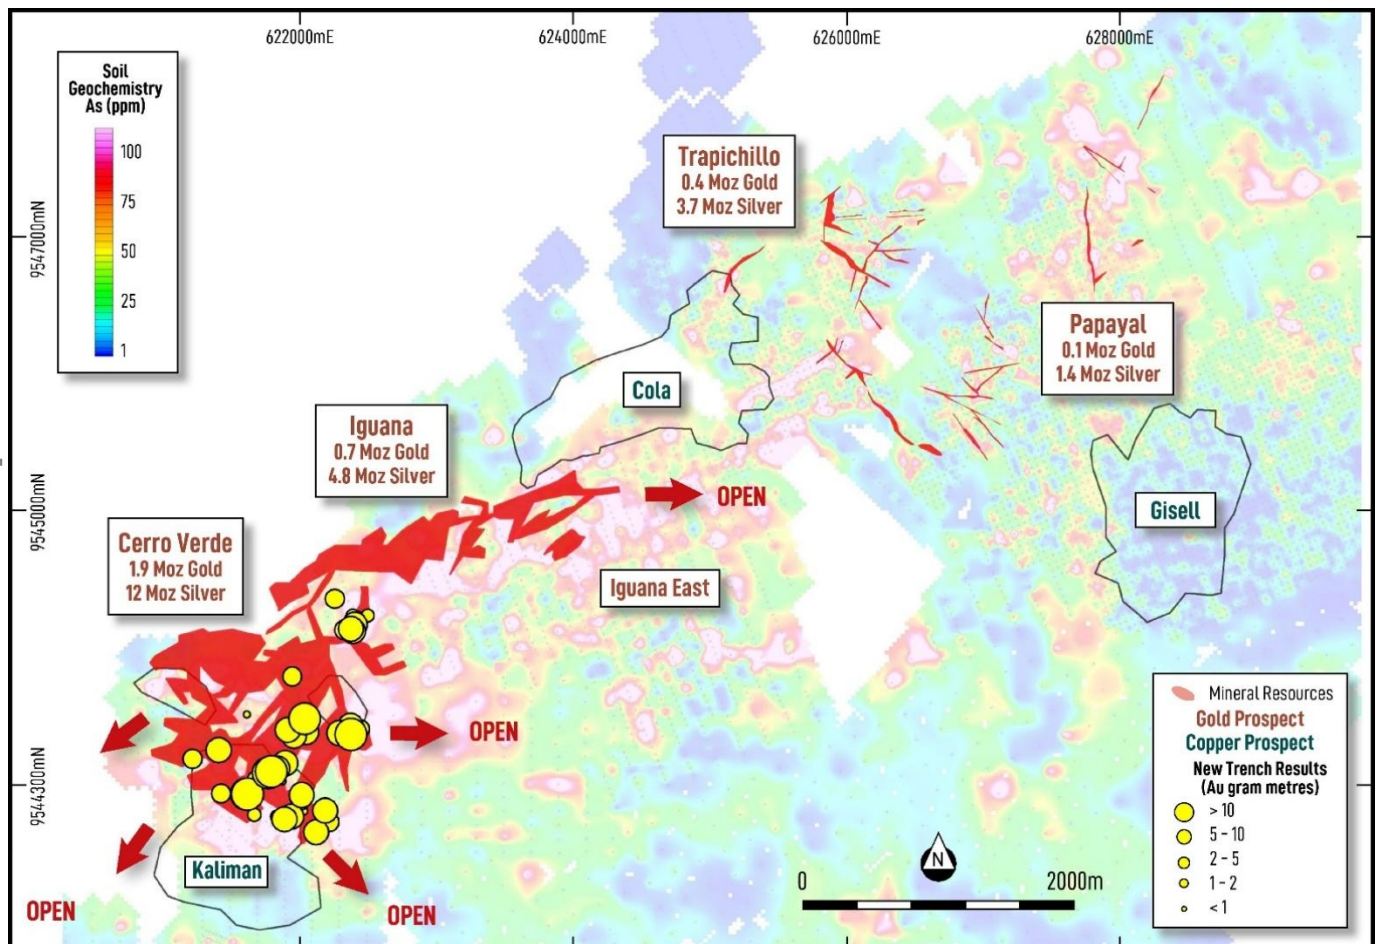 622000mE
624000mE
626000mE
628000mE
Soil
Geochemistry
As (ppm)
100
75
50
25
1
9547000mN
9545000mN
9544300mN
Trapichillo
0.4 Moz Gold
3.7 Moz Silver
Papayal
0.1 Moz Gold
1.4 Moz Silver
Cola
Iguana
0.7 Moz Gold
4.8 Moz Silver
OPEN
Gisell
Cerro Verde
1.9 Moz Gold
12 Moz Silver
Iguana East
OPEN
Kaliman
OPEN
OPEN
N
0
2000m
Mineral Resources
Gold Prospect
Copper Prospect
New Trench Results
(Au gram metres)
> 10
5 - 10
2 - 5
1 - 2
< 1